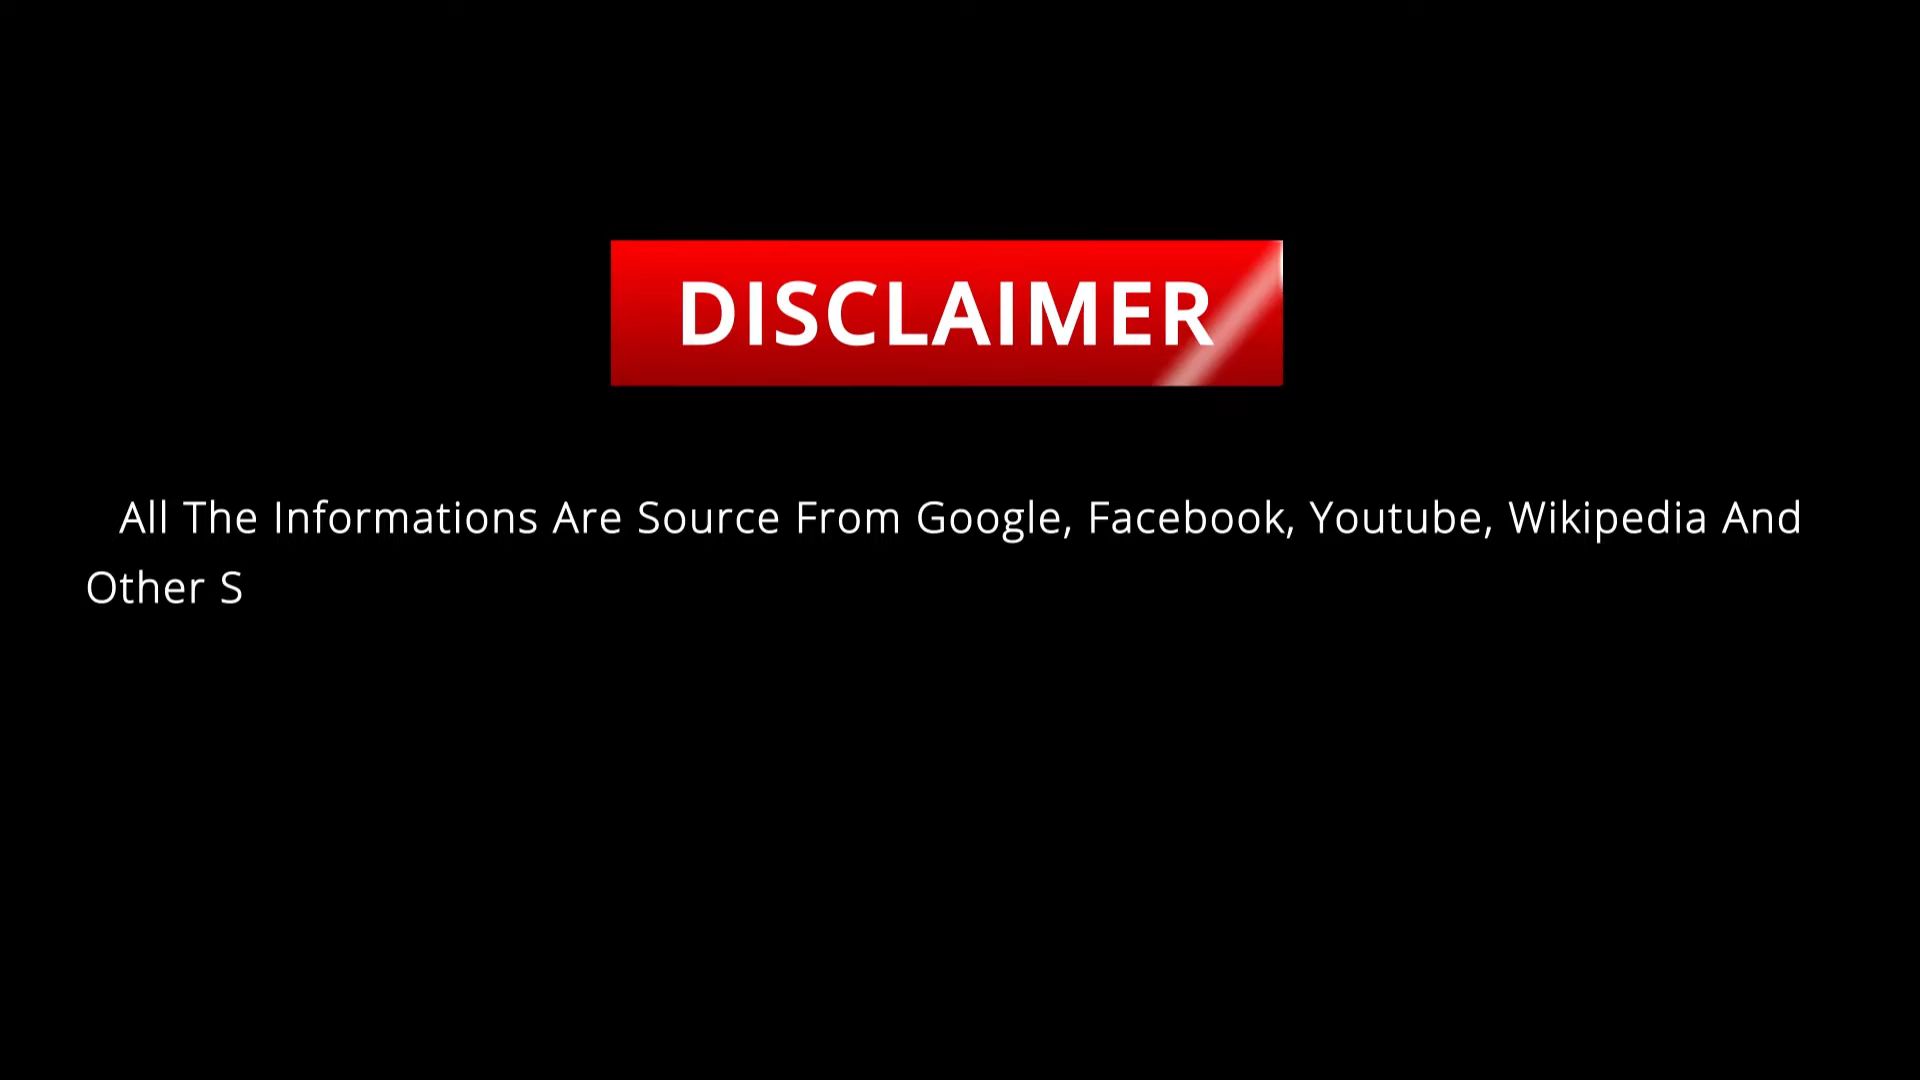 DISCLAIMER
All The Informations Are Source From Google, Facebook, Youtube, Wikipedia And
Other S